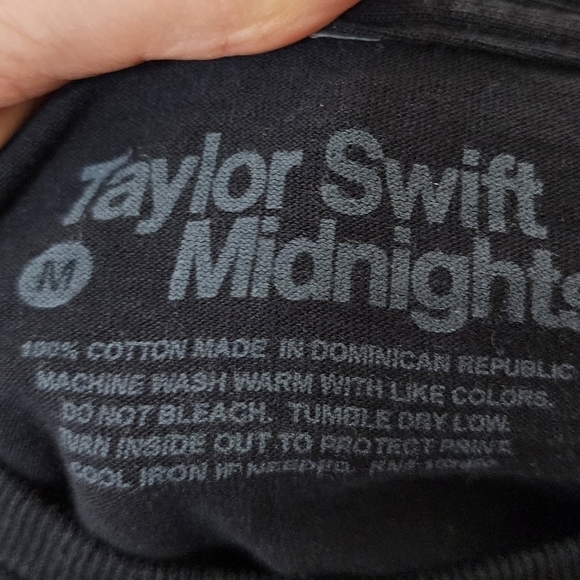 Taylor Swift
M Midnights
100% COTTON MADE IN DOMINICAN REPUBLIC
MACHINE WASH WARM WITH LIKE COLORS.
DO NOT BLEACH. TUMBLE DRY LOW.
TURN INSIDE OUT TO PROTECT PRINT
COOL IRON IF NEEDED.